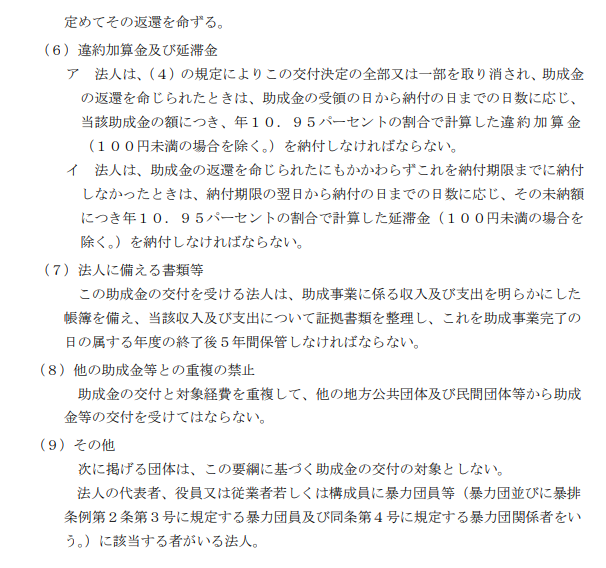 定めてその返還を命ずる。
（６）違約加算金及び延滞金
ア　法人は、（４）の規定によりこの交付決定の全部又は一部を取り消され、助成金
の返還を命じられたときは、助成金の受領の日から納付の日までの日数に応じ、
当該助成金の額につき、年１０．９５パーセントの割合で計算した違約加算金
（１００円未満の場合を除く。）を納付しなければならない。
イ　法人は、助成金の返還を命じられたにもかかわらずこれを納付期限までに納付
しなかったときは、納付期限の翌日から納付の日までの日数に応じ、その未納額
につき年１０．９５パーセントの割合で計算した延滞金（１００円未満の場合を
除く。）を納付しなければならない。
（７）法人に備える書類等
この助成金の交付を受ける法人は、助成事業に係る収入及び支出を明らかにした
帳簿を備え、当該収入及び支出について証拠書類を整理し、これを助成事業完了の
日の属する年度の終了後５年間保管しなければならない。
（８）他の助成金等との重複の禁止
助成金の交付と対象経費を重複して、他の地方公共団体及び民間団体等から助成
金等の交付を受けてはならない。
（９）その他
次に掲げる団体は、この要綱に基づく助成金の交付の対象としない。
法人の代表者、役員又は従業者若しくは構成員に暴力団員等（暴力団並びに暴排
条例第２条第３号に規定する暴力団員及び同条第４号に規定する暴力団関係者をい
う。）に該当する者がいる法人。